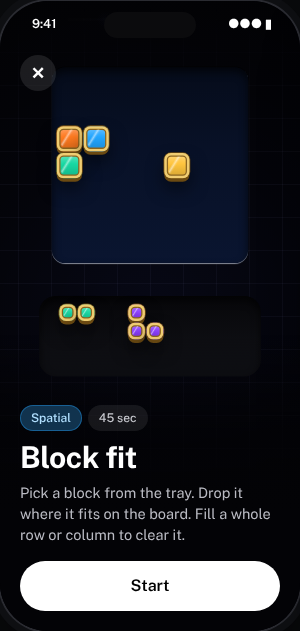 9:41
Spatial
45 sec
Block fit
Pick a block from the tray. Drop it
where it fits on the board. Fill a whole
row or column to clear it.
Start